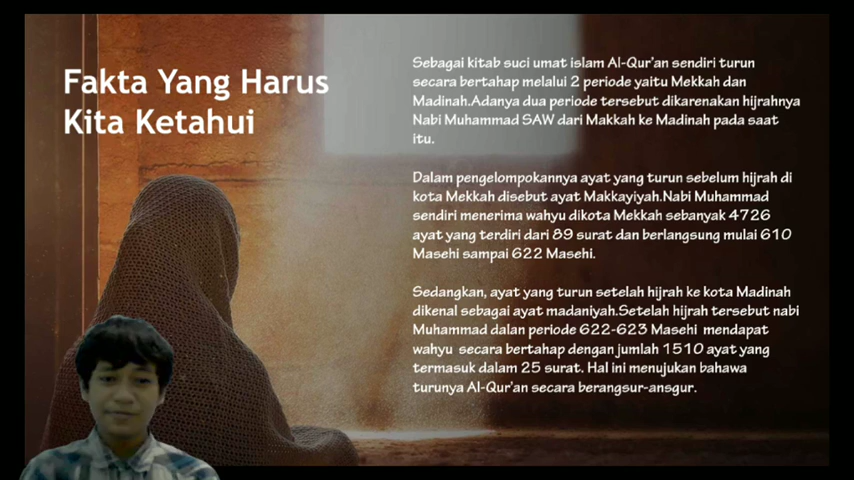 Fakta Yang Harus
Kita Ketahui
Sebagai kitab suci umat islam Al-Qur'an sendiri turun
secara bertahap melalui 2 periode yaitu Mekkah dan
Madinah.Adanya dua periode tersebut dikarenakan hijrahnya
Nabi Muhammad SAW dari Makkah ke Madinah pada saat
itu.
Dalam pengelompokannya ayat yang turun sebelum hijrah di
kota Mekkah disebut ayat Makkayiyah.Nabi Muhammad
sendiri menerima wahyu dikota Mekkah sebanyak 4726
ayat yang terdiri dari 89 surat dan berlangsung mulai 610
Masehi sampai 622 Masehi.
Sedangkan, ayat yang turun setelah hijrah ke kota Madinah
dikenal sebagai ayat madaniyah.Setelah hijrah tersebut nabi
Muhammad dalan periode 622-623 Masehi  mendapat
wahyu  secara bertahap dengan jumlah 1510 ayat yang
termasuk dalam 25 surat. Hal ini menujukan bahawa
turunya Al-Qur'an secara berangsur-ansgur.